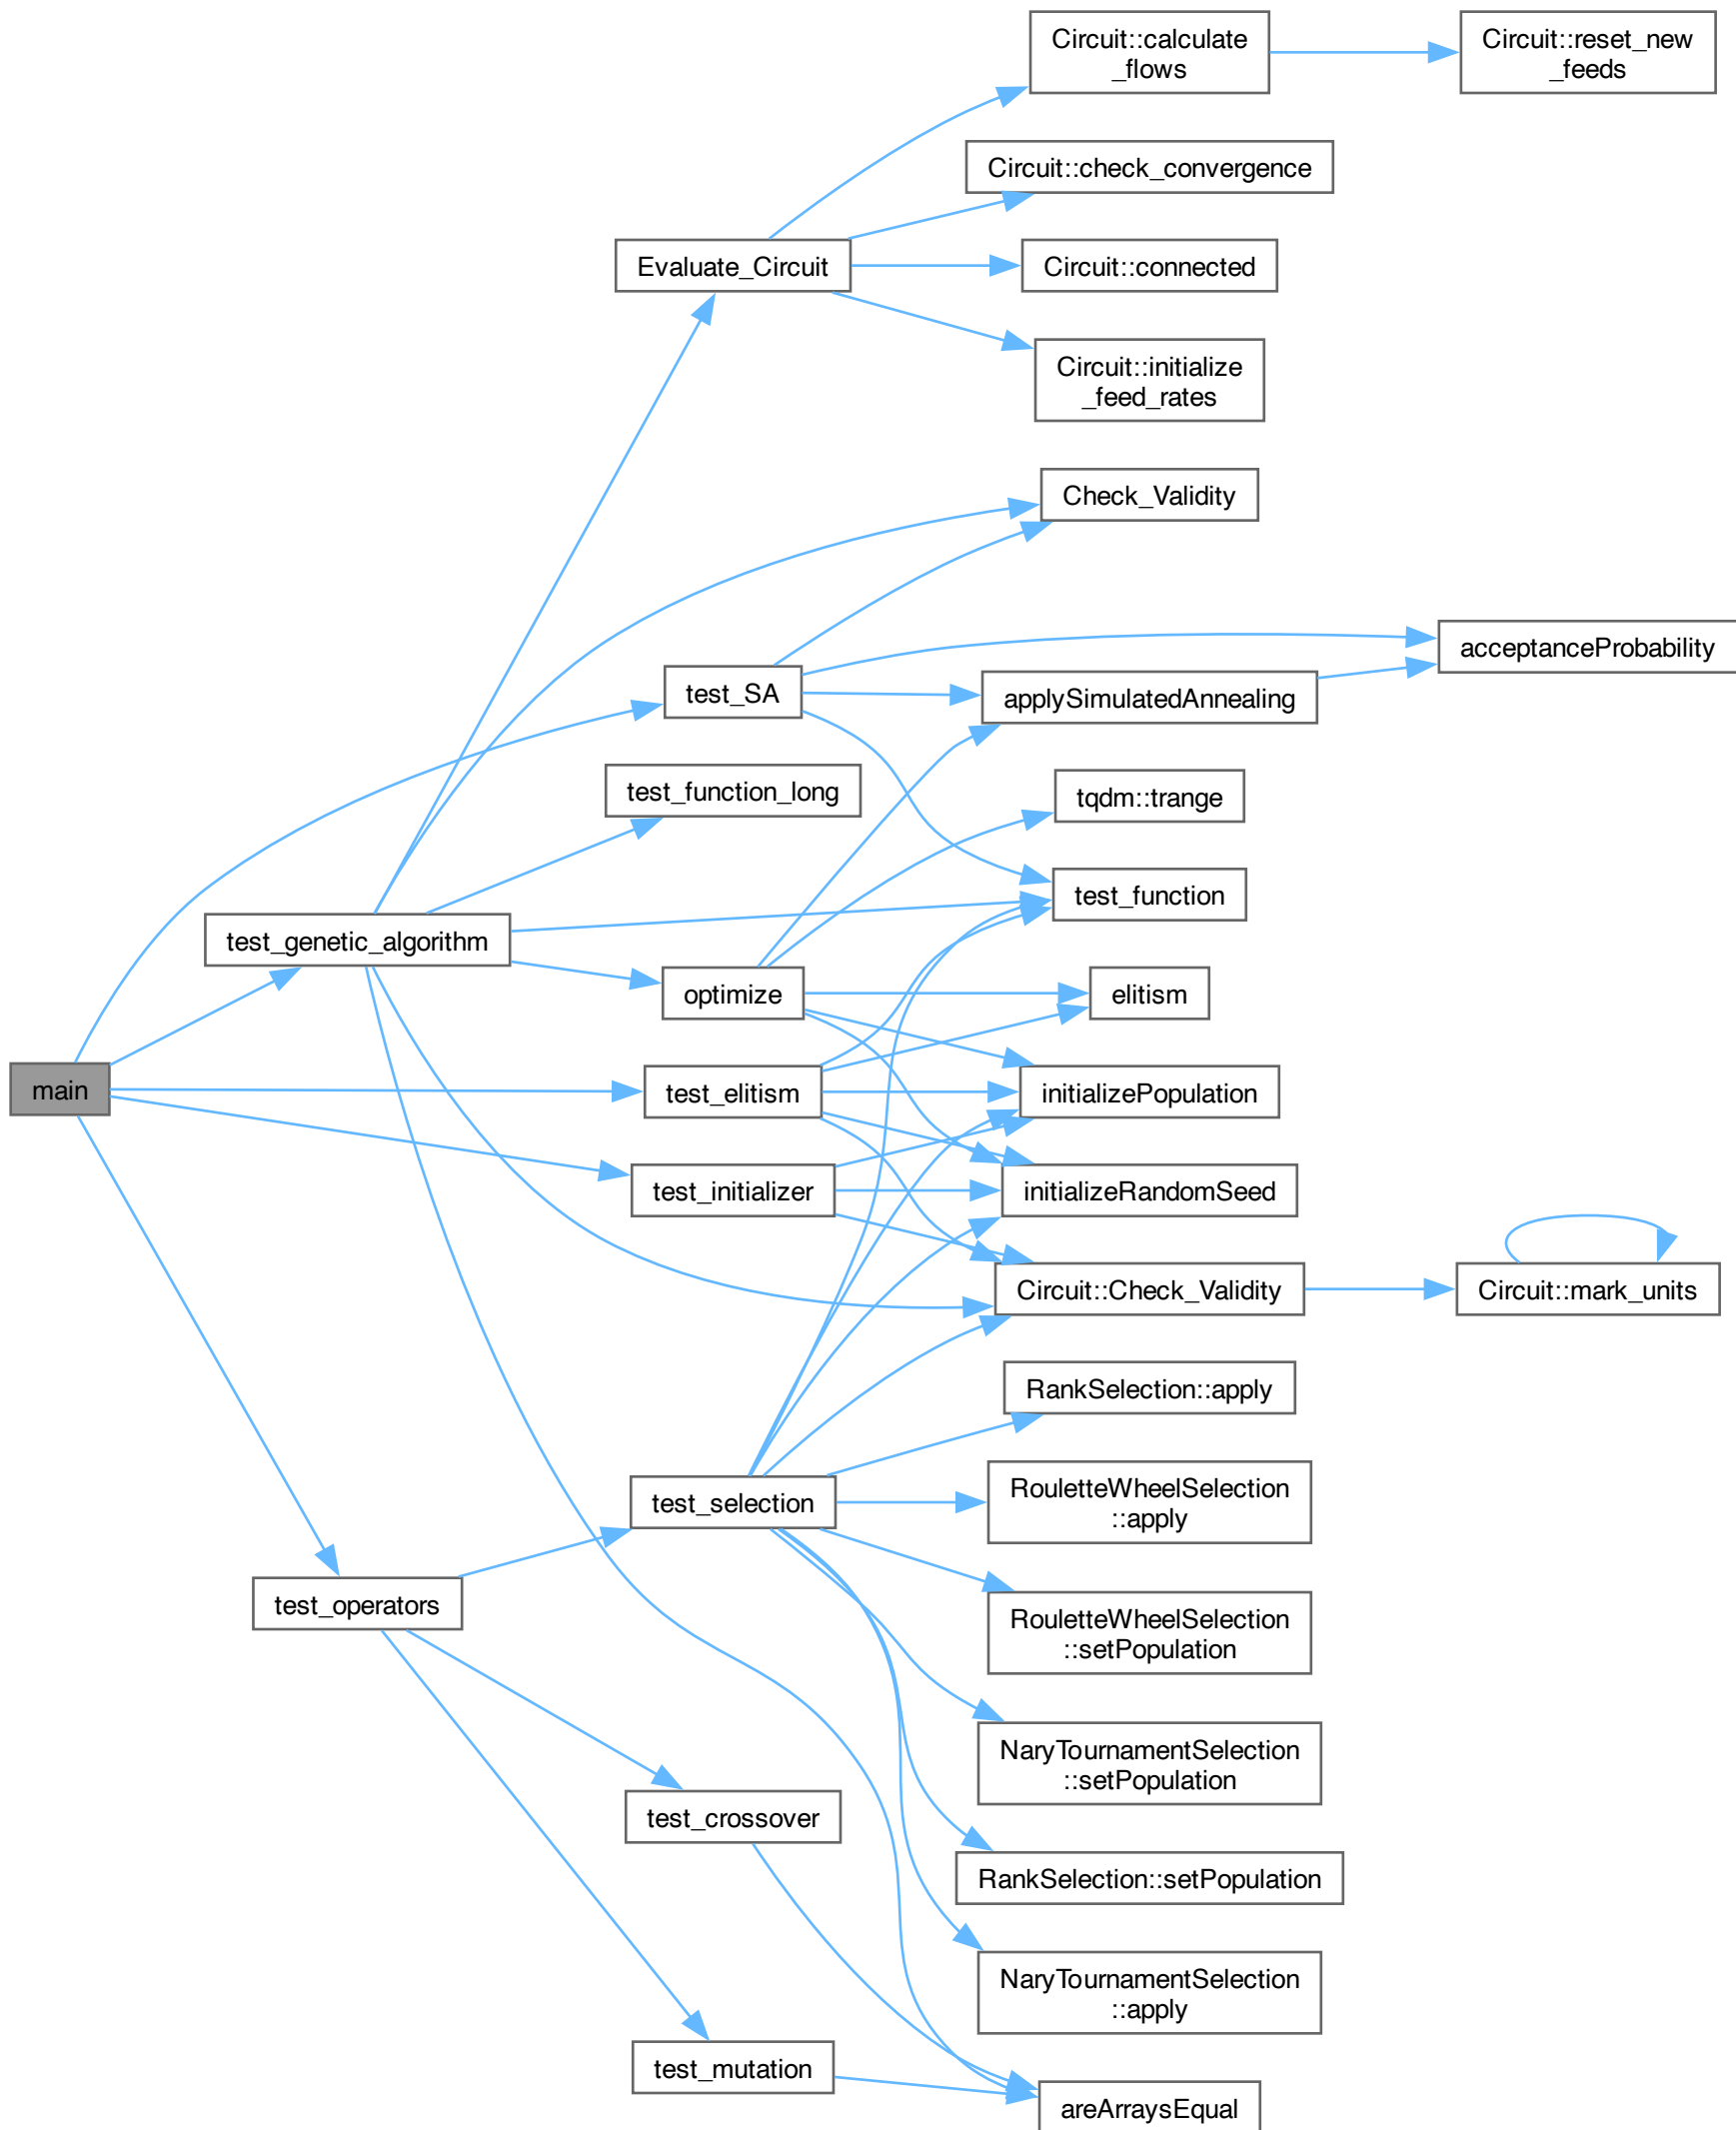 Circuit::calculate
_flows
Circuit::reset_new
_feeds
Circuit::check_convergence
Evaluate_Circuit
Circuit::connected
Circuit::initialize
_feed_rates
Check_Validity
acceptanceProbability
test_SA
applySimulatedAnnealing
test_function_long
tqdm::trange
test_function
test_genetic_algorithm
optimize
elitism
main
test_elitism
initializePopulation
test_initializer
initializeRandomSeed
Circuit::Check_Validity
Circuit::mark_units
RankSelection::apply
test_selection
RouletteWheelSelection
::apply
test_operators
RouletteWheelSelection
::setPopulation
NaryTournamentSelection
::setPopulation
test_crossover
RankSelection::setPopulation
NaryTournamentSelection
::apply
test_mutation
areArraysEqual